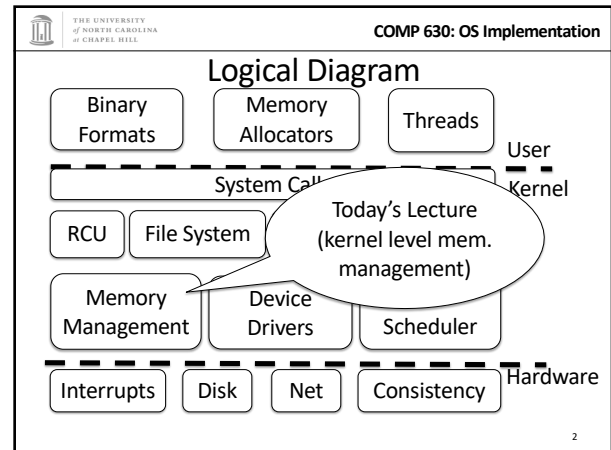 THE UNIVERSITY
of NORTH CAROLINA
at CHAPEL HILL
COMP 630: OS Implementation
Logical Diagram
Binary
Formats
Memory
Allocators
Threads
User
System Call
Kernel
Today's Lecture
(kernel level mem.
management)
RCU
File System
Memory
Management
Device
Drivers
Scheduler
Hardware
Interrupts
Disk
Net
Consistency
2